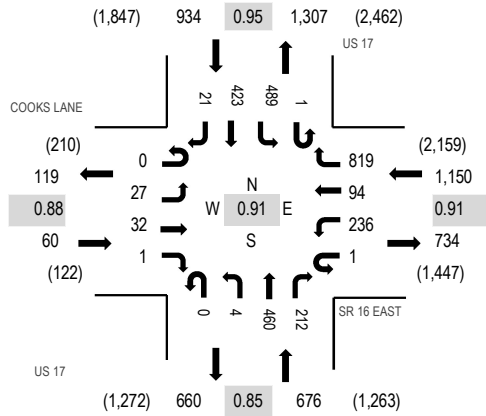 (1,847) 934 0.95 1,307 (2,462)
US 17
21 423 489 1
COOKS LANE
(210)
119
0.88
60
(122)
0
27
32
1
N
W 0.91 E
S
819
94
236
1
(2,159)
1,150
0.91
734
(1,447)
0 4 460 212
SR 16 EAST
US 17
(1,272) 660 0.85 676 (1,263)